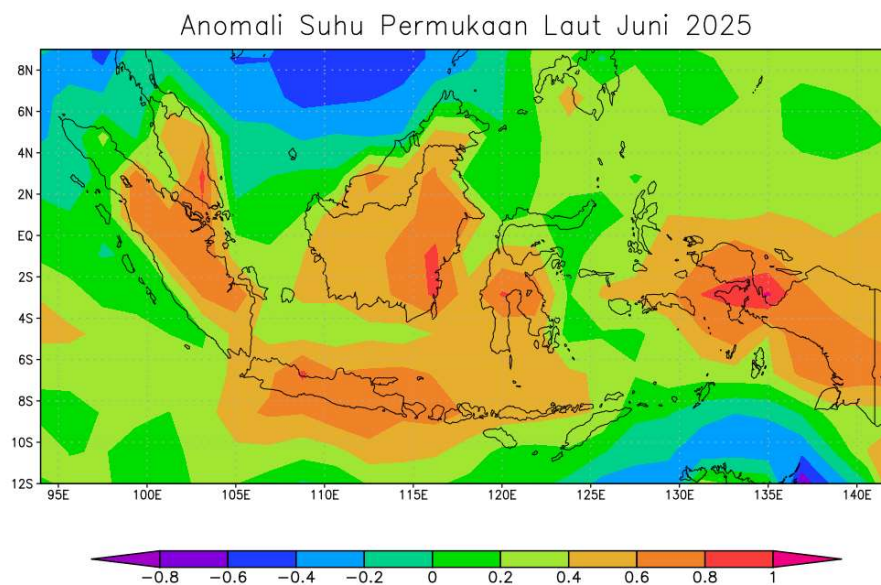 Anomali Suhu Permukaan Laut Juni 2025
8N
6N
4N
2N
EQ
2S
4S
6S
8S
10S
12S
95E 100E 105E 110E 115E 120E 125E 130E 135E 140E
-0.8 -0.6 -0.4 -0.2 0 0.2 0.4 0.6 0.8 1